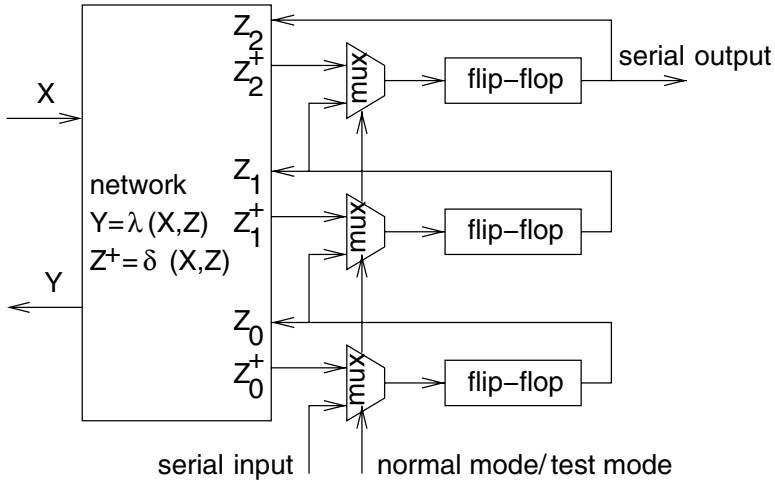 Z₂
Z₂⁺
mux
flip-flop
serial output
X
Z₁
network
Y=λ(X,Z)
Z⁺=δ (X,Z)
Z₁⁺
mux
flip-flop
Y
Z₀
Z₀⁺
mux
flip-flop
serial input
normal mode/test mode